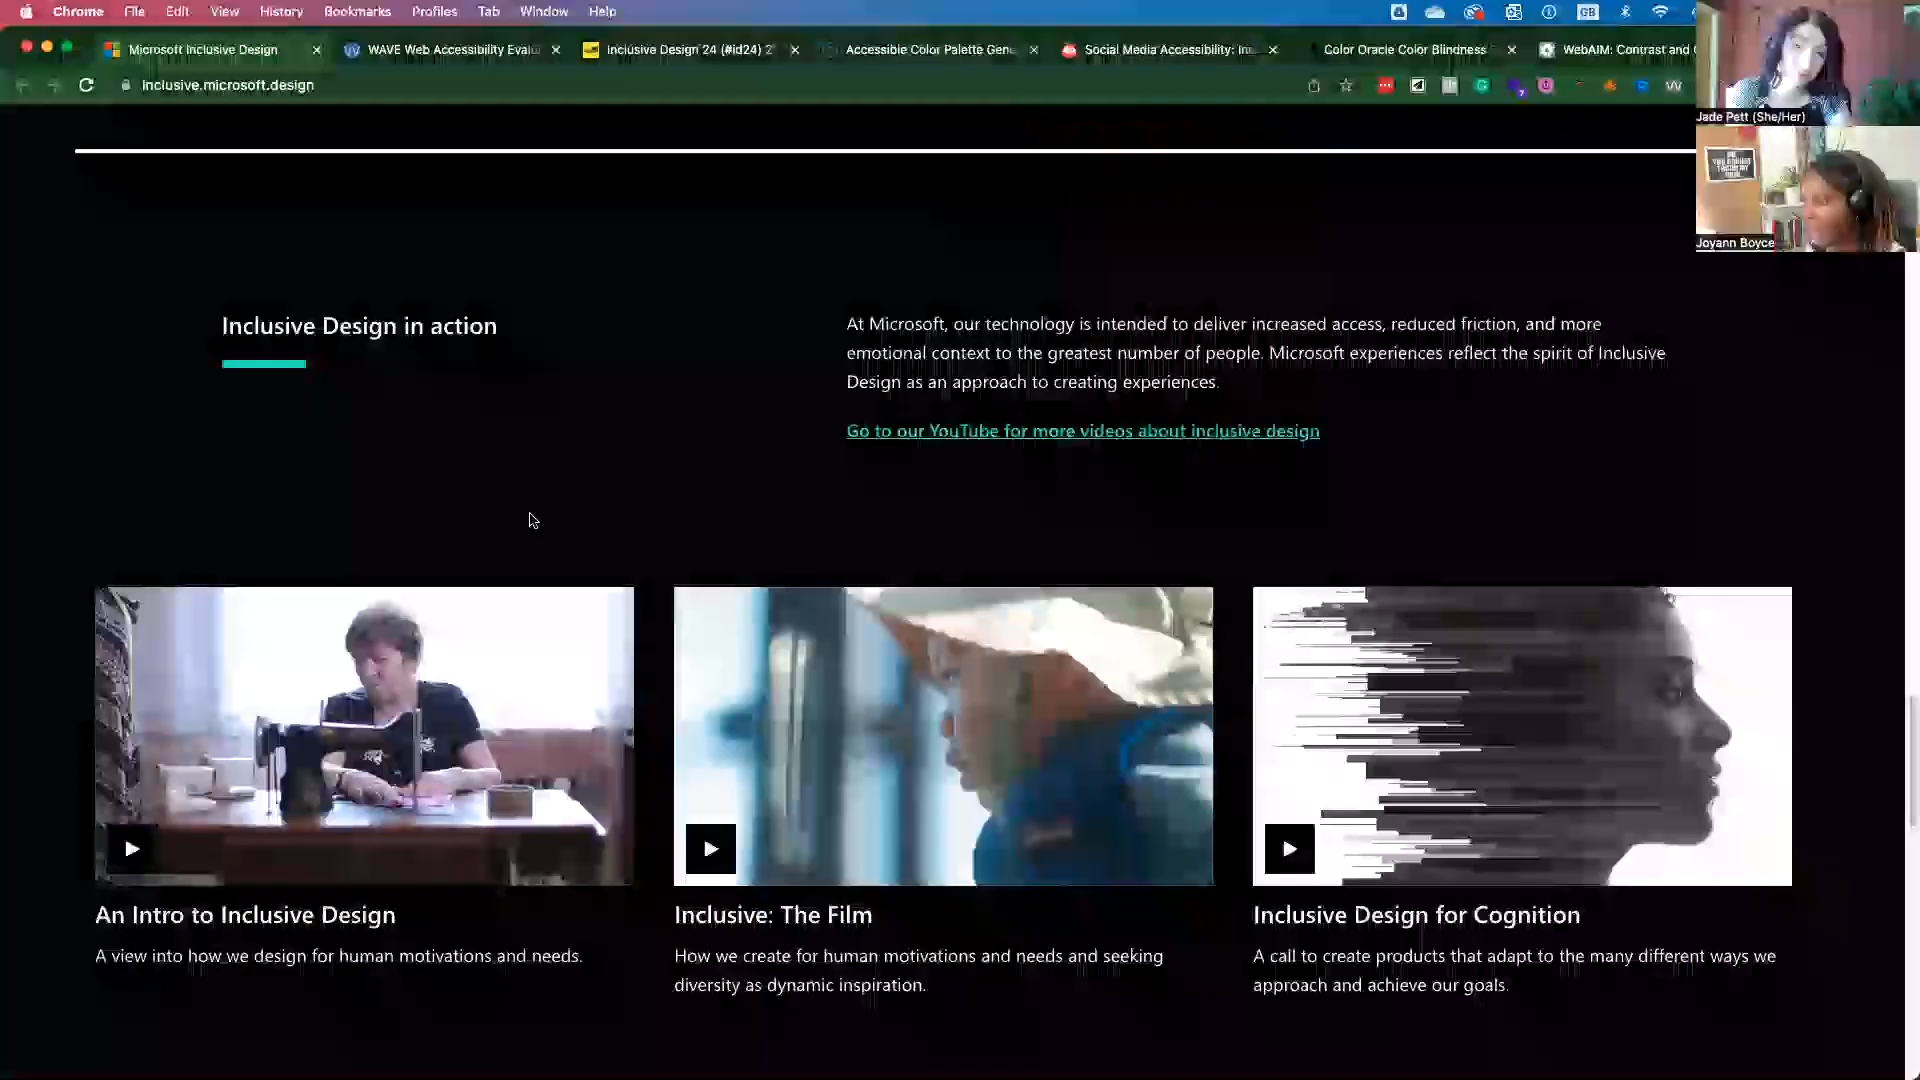 Chrome File Edit View History Bookmarks Profiles Tab Window Help
GB
Microsoft Inclusive Design
WAVE Web Accessibility Evalu
Inclusive Design 24 (#id24) 2
Accessible Color Palette Gene
Social Media Accessibility: In
Color Oracle Color Blindness
WebAIM: Contrast and C
inclusive.microsoft.design
Jade Pett (She/Her)
Joyann Boyce
Inclusive Design in action
At Microsoft, our technology is intended to deliver increased access, reduced friction, and more
emotional context to the greatest number of people. Microsoft experiences reflect the spirit of Inclusive
Design as an approach to creating experiences.
Go to our YouTube for more videos about inclusive design
An Intro to Inclusive Design
A view into how we design for human motivations and needs.
Inclusive: The Film
How we create for human motivations and needs and seeking
diversity as dynamic inspiration.
Inclusive Design for Cognition
A call to create products that adapt to the many different ways we
approach and achieve our goals.